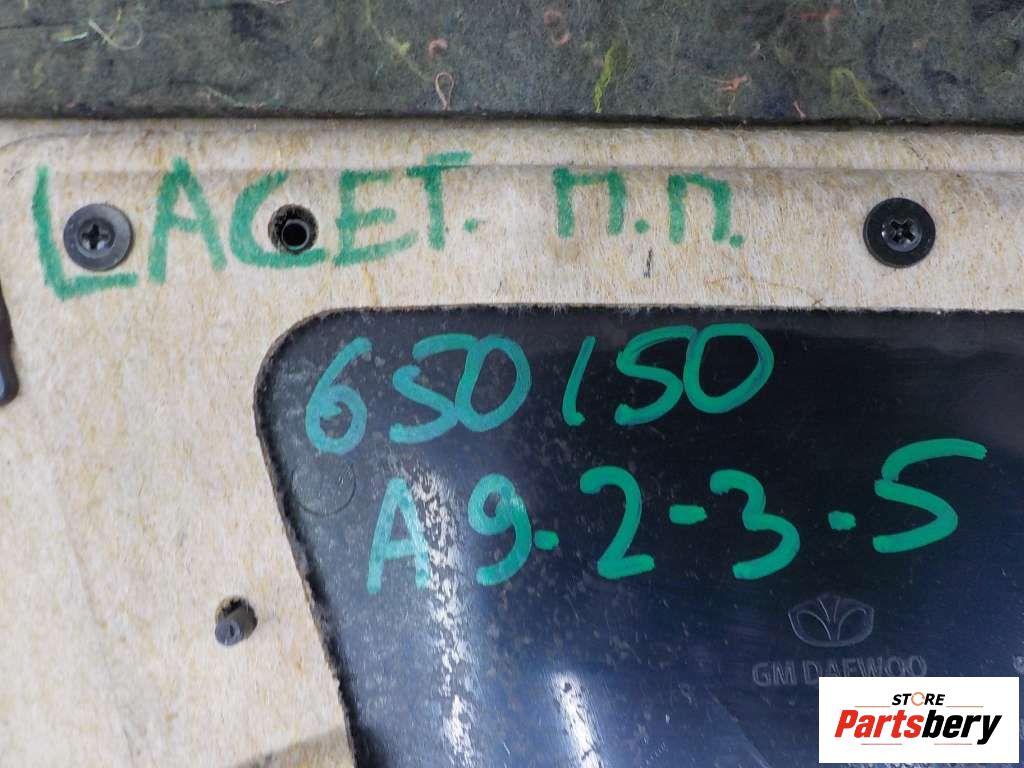 LACET. П.П.
650150
A9-2-3-5
GM DAEWOO
STORE
Partsbery